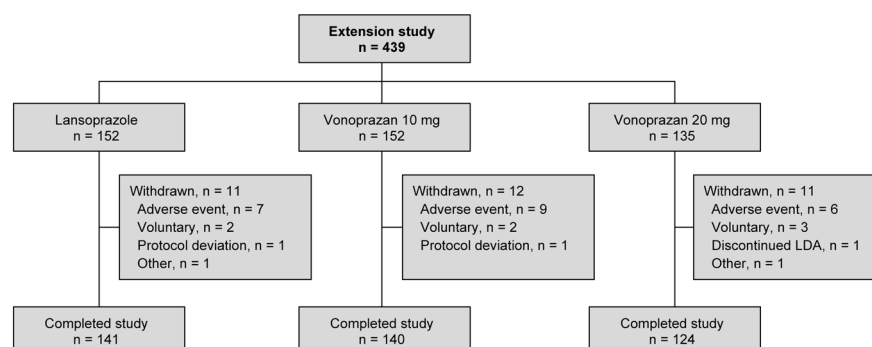 Extension study
n = 439
Lansoprazole
n = 152
Vonoprazan 10 mg
n = 152
Vonoprazan 20 mg
n = 135
Withdrawn, n = 11
Adverse event, n = 7
Voluntary, n = 2
Protocol deviation, n = 1
Other, n = 1
Withdrawn, n = 12
Adverse event, n = 9
Voluntary, n = 2
Protocol deviation, n = 1
Withdrawn, n = 11
Adverse event, n = 6
Voluntary, n = 3
Discontinued LDA, n = 1
Other, n = 1
Completed study
n = 141
Completed study
n = 140
Completed study
n = 124